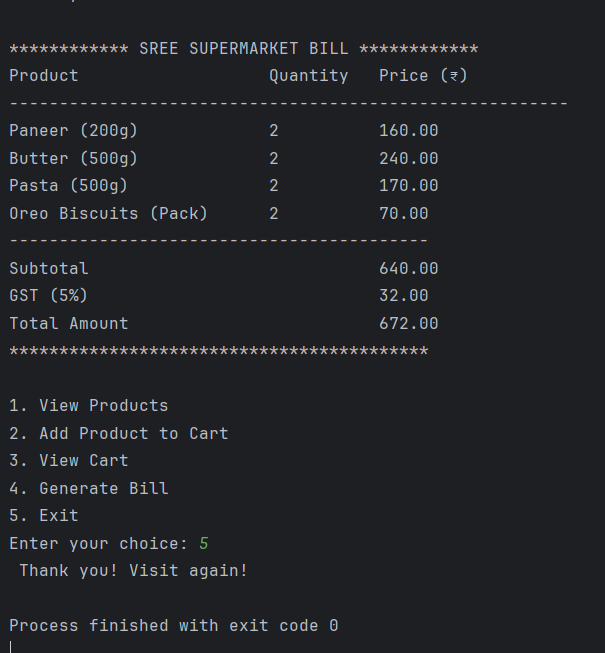 ************ SREE SUPERMARKET BILL ************
Product                   Quantity   Price (₹)
--------------------------------------------------------
Paneer (200g)             2          160.00
Butter (500g)             2          240.00
Pasta (500g)              2          170.00
Oreo Biscuits (Pack)      2          70.00
------------------------------------------
Subtotal                             640.00
GST (5%)                             32.00
Total Amount                         672.00
******************************************
1. View Products
2. Add Product to Cart
3. View Cart
4. Generate Bill
5. Exit
Enter your choice: 5
 Thank you! Visit again!
Process finished with exit code 0